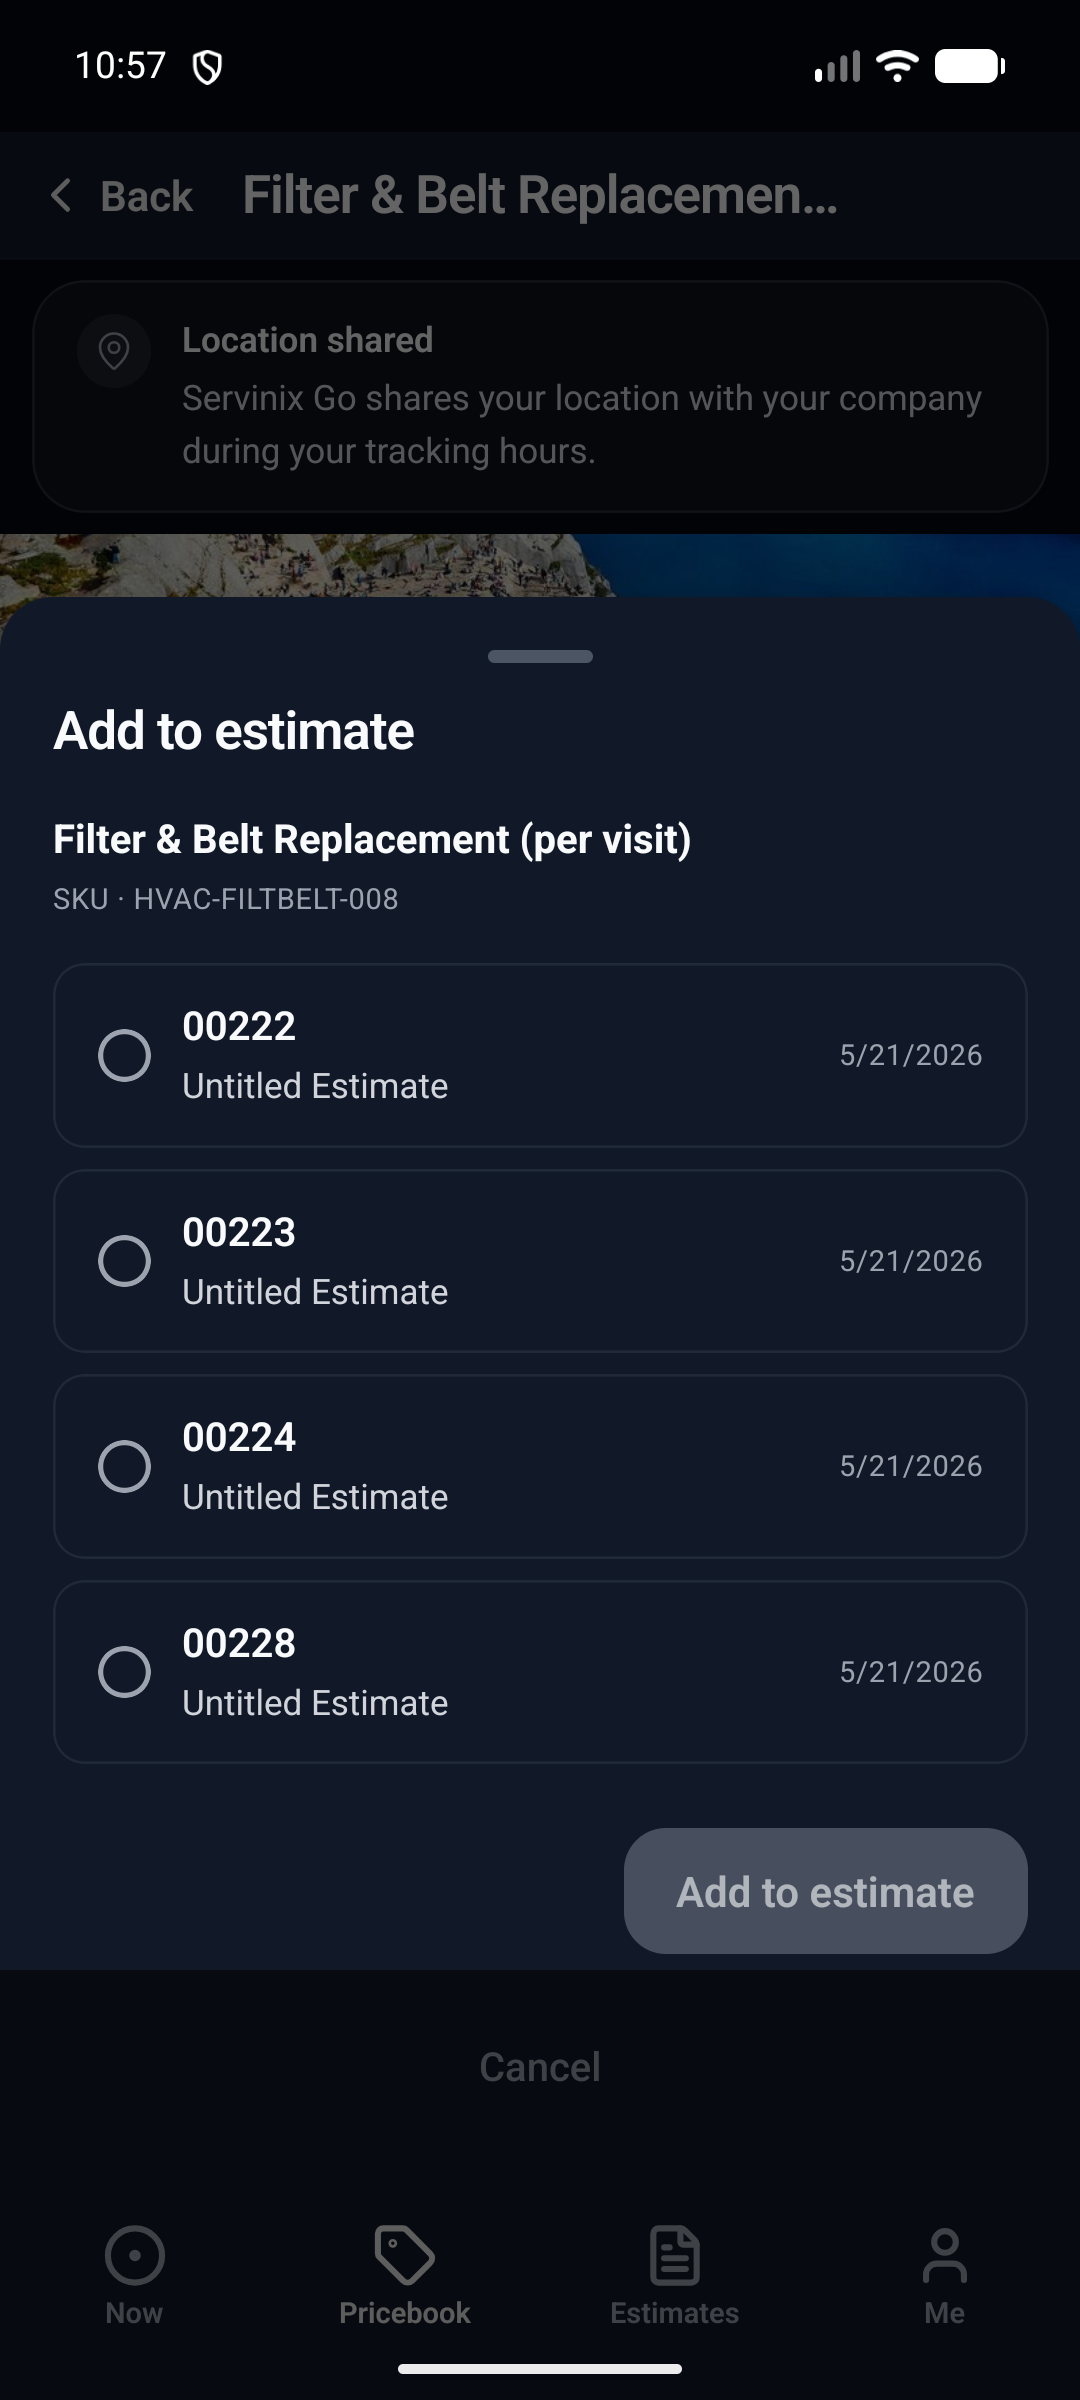 10:57
Back
Filter & Belt Replacemen...
Location shared
Servinix Go shares your location with your company
during your tracking hours.
Add to estimate
Filter & Belt Replacement (per visit)
SKU · HVAC-FILTBELT-008
00222
Untitled Estimate
5/21/2026
00223
Untitled Estimate
5/21/2026
00224
Untitled Estimate
5/21/2026
00228
Untitled Estimate
5/21/2026
Add to estimate
Cancel
Now
Pricebook
Estimates
Me